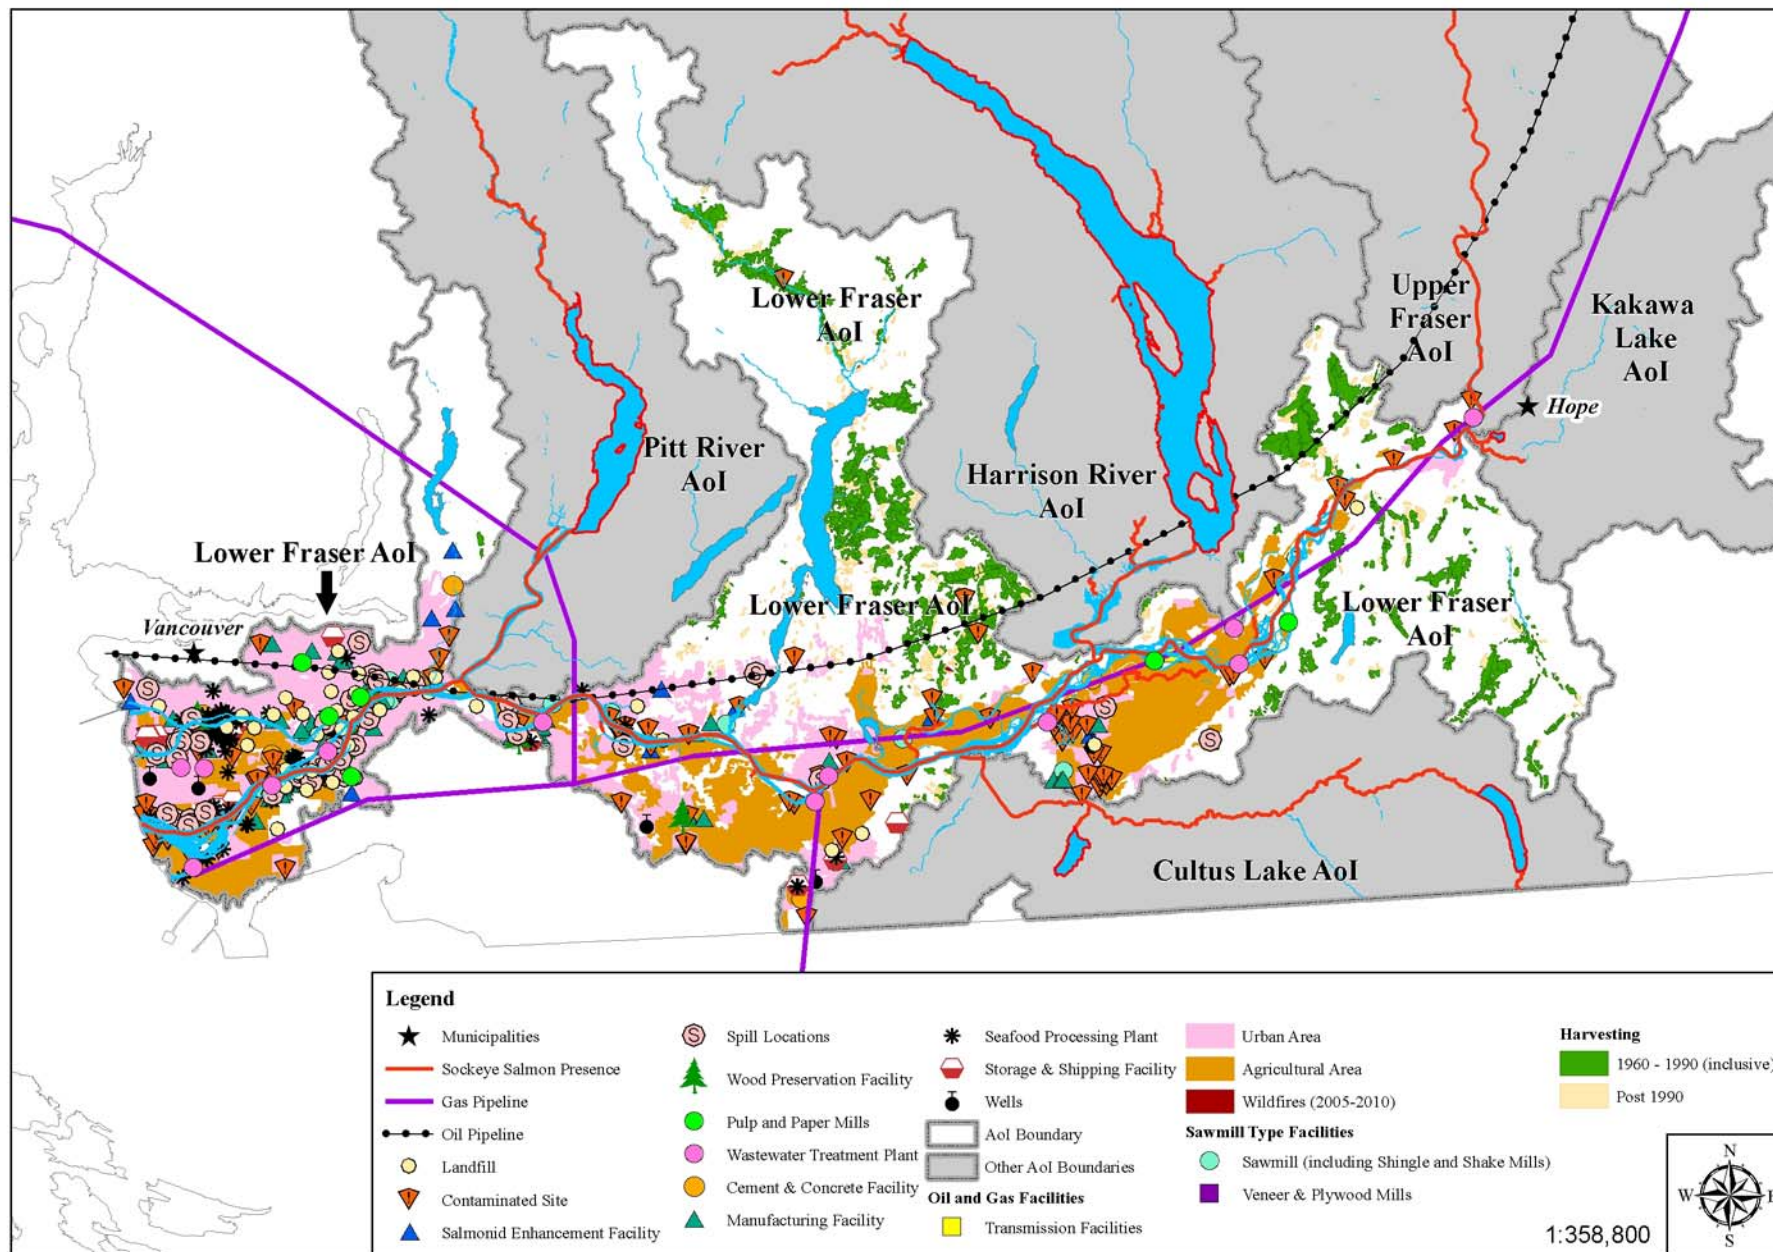 Lower Fraser
AoI
Upper
Fraser
AoI
Kakawa
Lake
AoI
Hope
Pitt River
AoI
Harrison River
AoI
Lower Fraser AoI
Vancouver
Lower Fraser AoI
Lower Fraser
AoI
Cultus Lake AoI
Legend
Municipalities
Sockeye Salmon Presence
Gas Pipeline
Oil Pipeline
Landfill
Contaminated Site
Salmonid Enhancement Facility
Spill Locations
Wood Preservation Facility
Pulp and Paper Mills
Wastewater Treatment Plant
Cement & Concrete Facility
Manufacturing Facility
Seafood Processing Plant
Storage & Shipping Facility
Wells
AoI Boundary
Other AoI Boundaries
Oil and Gas Facilities
Transmission Facilities
Urban Area
Agricultural Area
Wildfires (2005-2010)
Sawmill Type Facilities
Sawmill (including Shingle and Shake Mills)
Veneer & Plywood Mills
Harvesting
1960 - 1990 (inclusive)
Post 1990
1:358,800
N
W
S